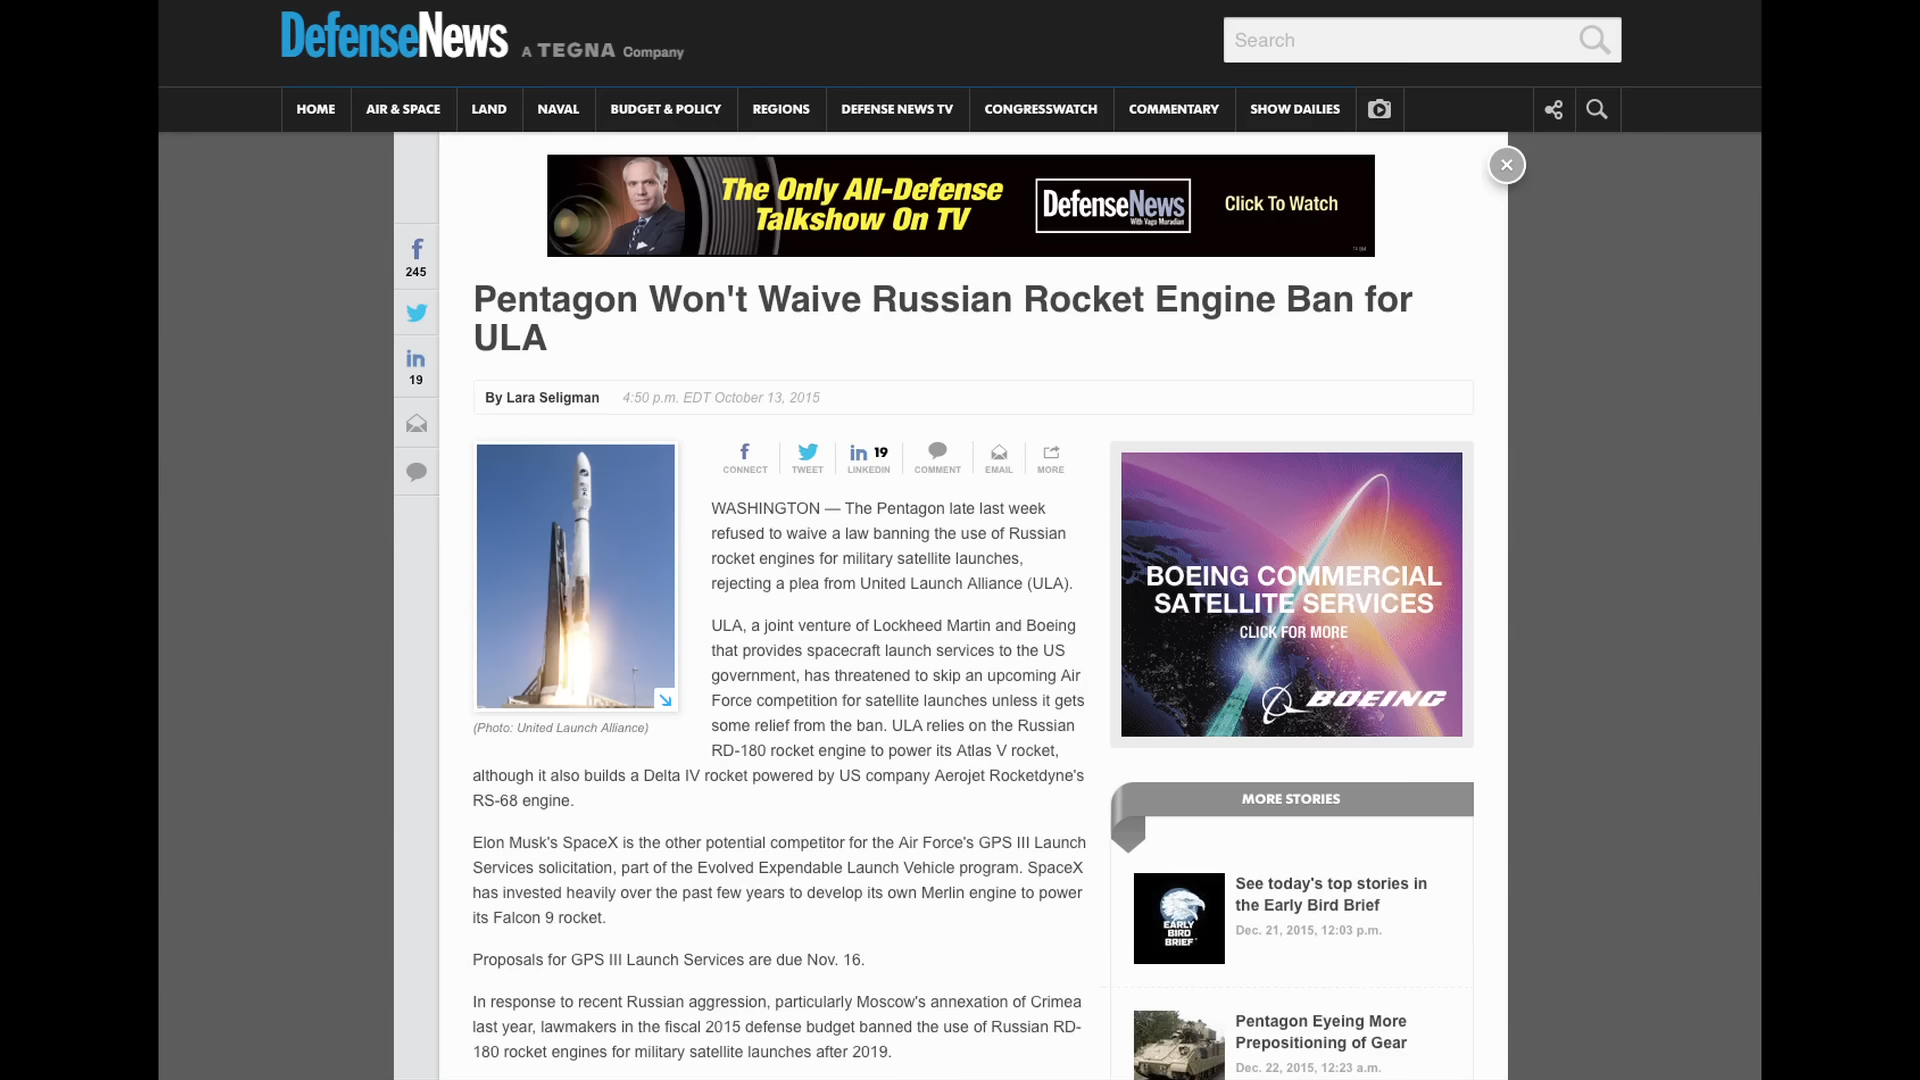 DefenseNews A TEGNA Company
Search
HOME AIR & SPACE LAND NAVAL BUDGET & POLICY REGIONS DEFENSE NEWS TV CONGRESSWATCH COMMENTARY SHOW DAILIES
The Only All-Defense
Talkshow On TV
DefenseNews
With Vago Muradian
Click To Watch
f
245
in
19
Pentagon Won't Waive Russian Rocket Engine Ban for
ULA
By Lara Seligman 4:50 p.m. EDT October 13, 2015
(Photo: United Launch Alliance)
f in 19
CONNECT TWEET LINKEDIN COMMENT EMAIL MORE
WASHINGTON — The Pentagon late last week
refused to waive a law banning the use of Russian
rocket engines for military satellite launches,
rejecting a plea from United Launch Alliance (ULA).
ULA, a joint venture of Lockheed Martin and Boeing
that provides spacecraft launch services to the US
government, has threatened to skip an upcoming Air
Force competition for satellite launches unless it gets
some relief from the ban. ULA relies on the Russian
RD-180 rocket engine to power its Atlas V rocket,
although it also builds a Delta IV rocket powered by US company Aerojet Rocketdyne's
RS-68 engine.
Elon Musk's SpaceX is the other potential competitor for the Air Force's GPS III Launch
Services solicitation, part of the Evolved Expendable Launch Vehicle program. SpaceX
has invested heavily over the past few years to develop its own Merlin engine to power
its Falcon 9 rocket.
Proposals for GPS III Launch Services are due Nov. 16.
In response to recent Russian aggression, particularly Moscow's annexation of Crimea
last year, lawmakers in the fiscal 2015 defense budget banned the use of Russian RD-
180 rocket engines for military satellite launches after 2019.
BOEING COMMERCIAL
SATELLITE SERVICES
CLICK FOR MORE
BOEING
MORE STORIES
EARLY
BIRD
BRIEF
See today's top stories in
the Early Bird Brief
Dec. 21, 2015, 12:03 p.m.
Pentagon Eyeing More
Prepositioning of Gear
Dec. 22, 2015, 12:23 a.m.